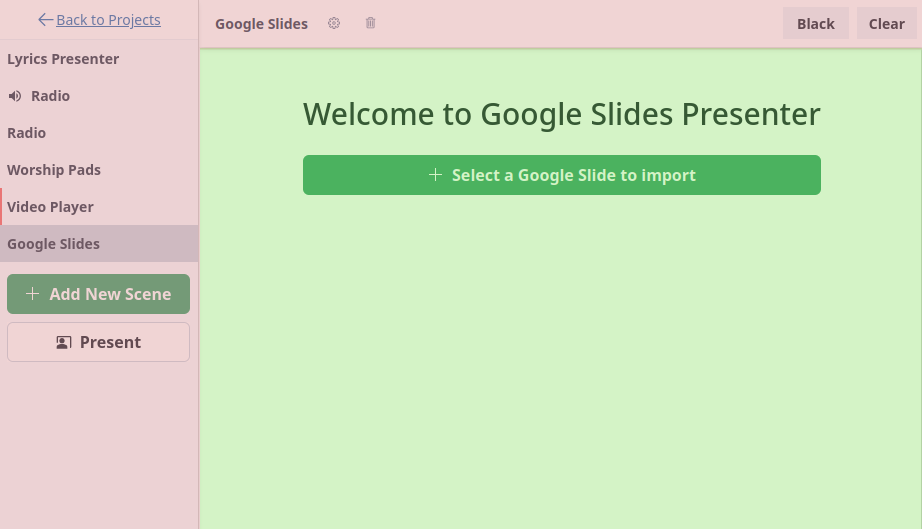 Back to Projects
Lyrics Presenter
Radio
Radio
Worship Pads
Video Player
Google Slides
Add New Scene
Present
Google Slides
Black
Clear
Welcome to Google Slides Presenter
Select a Google Slide to import